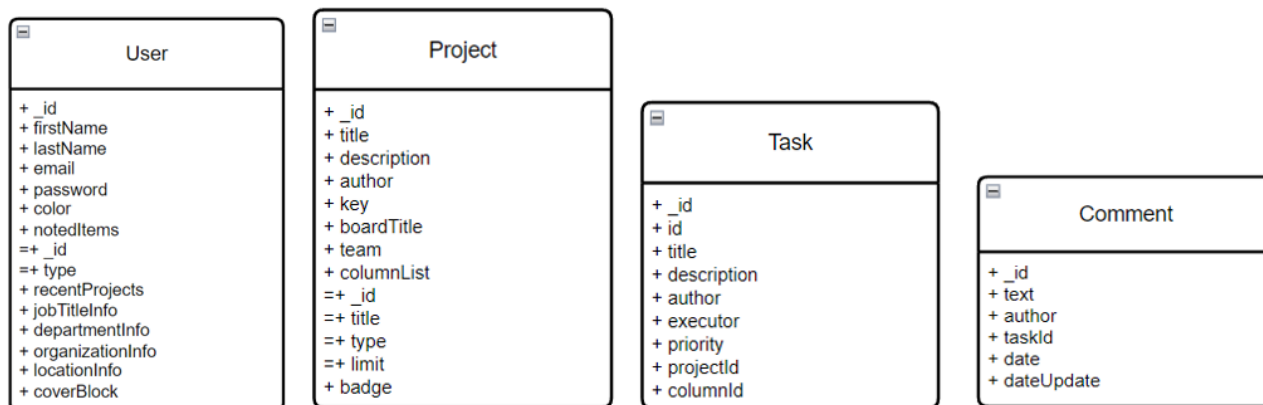 User
+ _id
+ firstName
+ lastName
+ email
+ password
+ color
+ notedItems
=+ _id
=+ type
+ recentProjects
+ jobTitleInfo
+ departmentInfo
+ organizationInfo
+ locationInfo
+ coverBlock
Project
+ _id
+ title
+ description
+ author
+ key
+ boardTitle
+ team
+ columnList
=+ _id
=+ title
=+ type
=+ limit
+ badge
Task
+ _id
+ id
+ title
+ description
+ author
+ executor
+ priority
+ projectId
+ columnId
Comment
+ _id
+ text
+ author
+ taskId
+ date
+ dateUpdate